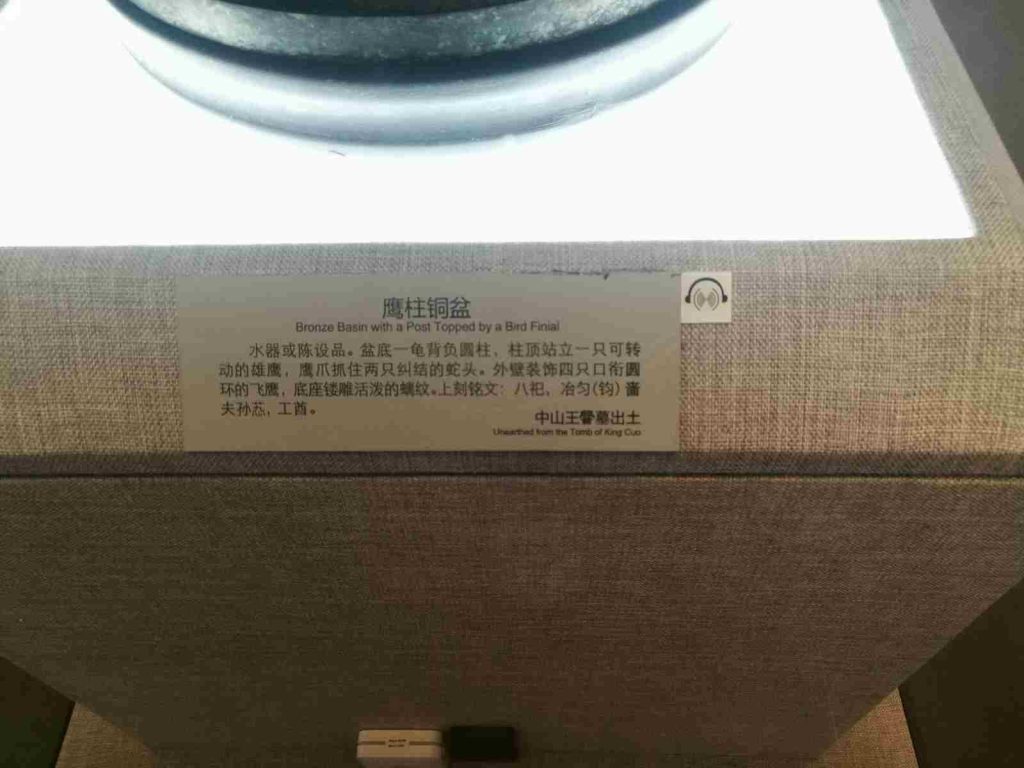 鹰柱铜盆
Bronze Basin with a Post Topped by a Bird Finial
水器或陈设品。盆底一龟背负圆柱，柱顶站立一只可转
动的雄鹰，鹰爪抓住两只纠结的蛇头。外壁装饰四只口衔圆
环的飞鹰，底座镂雕活泼的螭纹。上刻铭文：八祀，冶匀(钧)啬
夫孙惢，工酋。
中山王䰍墓出土
Unearthed from the Tomb of King Cuo